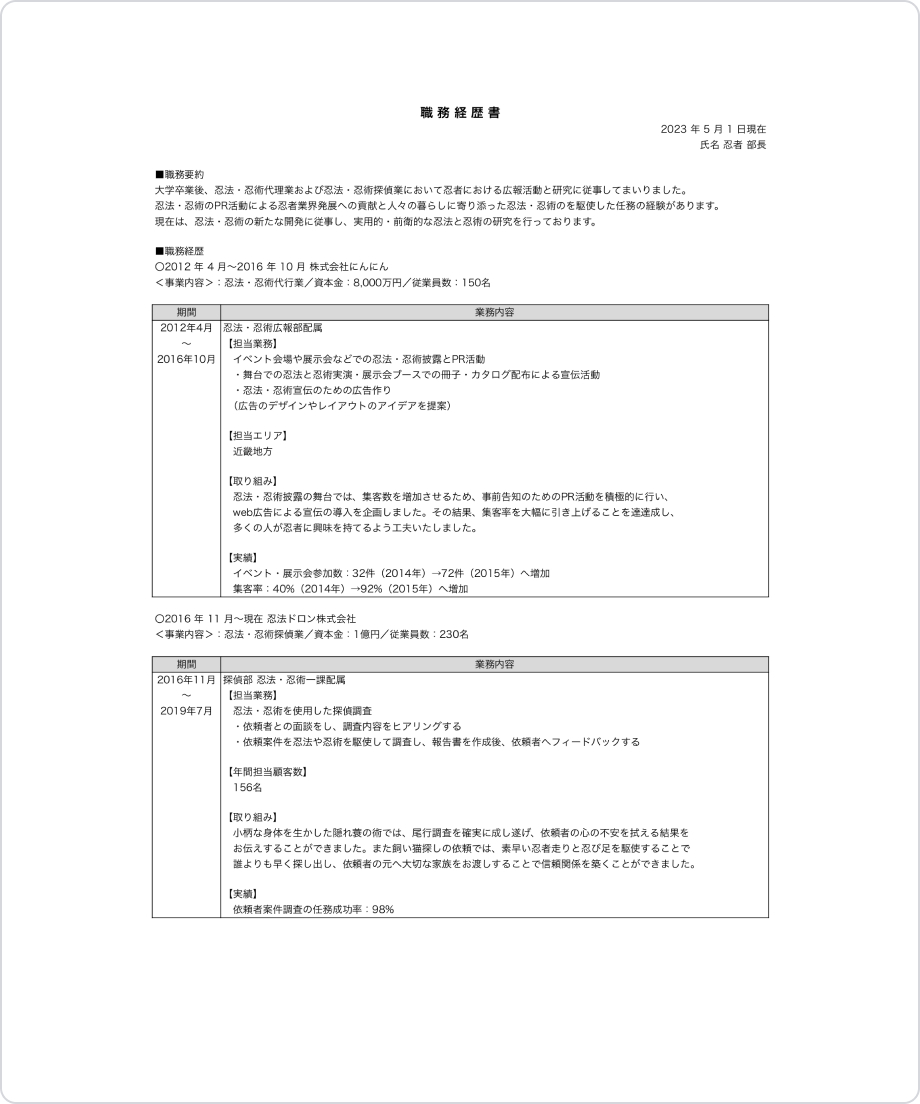 職務経歴書
2023 年 5 月 1 日現在
氏名 忍者 部長
■職務要約
大学卒業後、忍法・忍術代理業および忍法・忍術探偵業において忍者における広報活動と研究に従事してまいりました。
忍法・忍術のPR活動による忍者業界発展への貢献と人々の暮らしに寄り添った忍法・忍術のを駆使した任務の経験があります。
現在は、忍法・忍術の新たな開発に従事し、実用的・前衛的な忍法と忍術の研究を行っております。
■職務経歴
〇2012 年 4 月〜2016 年 10 月 株式会社にんにん
＜事業内容＞：忍法・忍術代行業／資本金：8,000万円／従業員数：150名
期間 業務内容
2012年4月 忍法・忍術広報部配属
〜 【担当業務】
2016年10月 イベント会場や展示会などでの忍法・忍術披露とPR活動
・舞台での忍法と忍術実演・展示会ブースでの冊子・カタログ配布による宣伝活動
・忍法・忍術宣伝のための広告作り
（広告のデザインやレイアウトのアイデアを提案）
【担当エリア】
近畿地方
【取り組み】
忍法・忍術披露の舞台では、集客数を増加させるため、事前告知のためのPR活動を積極的に行い、
web広告による宣伝の導入を企画しました。その結果、集客率を大幅に引き上げることを達達成し、
多くの人が忍者に興味を持てるよう工夫いたしました。
【実績】
イベント・展示会参加数：32件（2014年）→72件（2015年）へ増加
集客率：40%（2014年）→92%（2015年）へ増加
〇2016 年 11 月〜現在 忍法ドロン株式会社
＜事業内容＞：忍法・忍術探偵業／資本金：1億円／従業員数：230名
期間 業務内容
2016年11月 探偵部 忍法・忍術一課配属
〜 【担当業務】
2019年7月 忍法・忍術を使用した探偵調査
・依頼者との面談をし、調査内容をヒアリングする
・依頼案件を忍法や忍術を駆使して調査し、報告書を作成後、依頼者へフィードバックする
【年間担当顧客数】
156名
【取り組み】
小柄な身体を生かした隠れ蓑の術では、尾行調査を確実に成し遂げ、依頼者の心の不安を拭える結果を
お伝えすることができました。また飼い猫探しの依頼では、素早い忍者走りと忍び足を駆使することで
誰よりも早く探し出し、依頼者の元へ大切な家族をお渡しすることで信頼関係を築くことができました。
【実績】
依頼者案件調査の任務成功率：98%